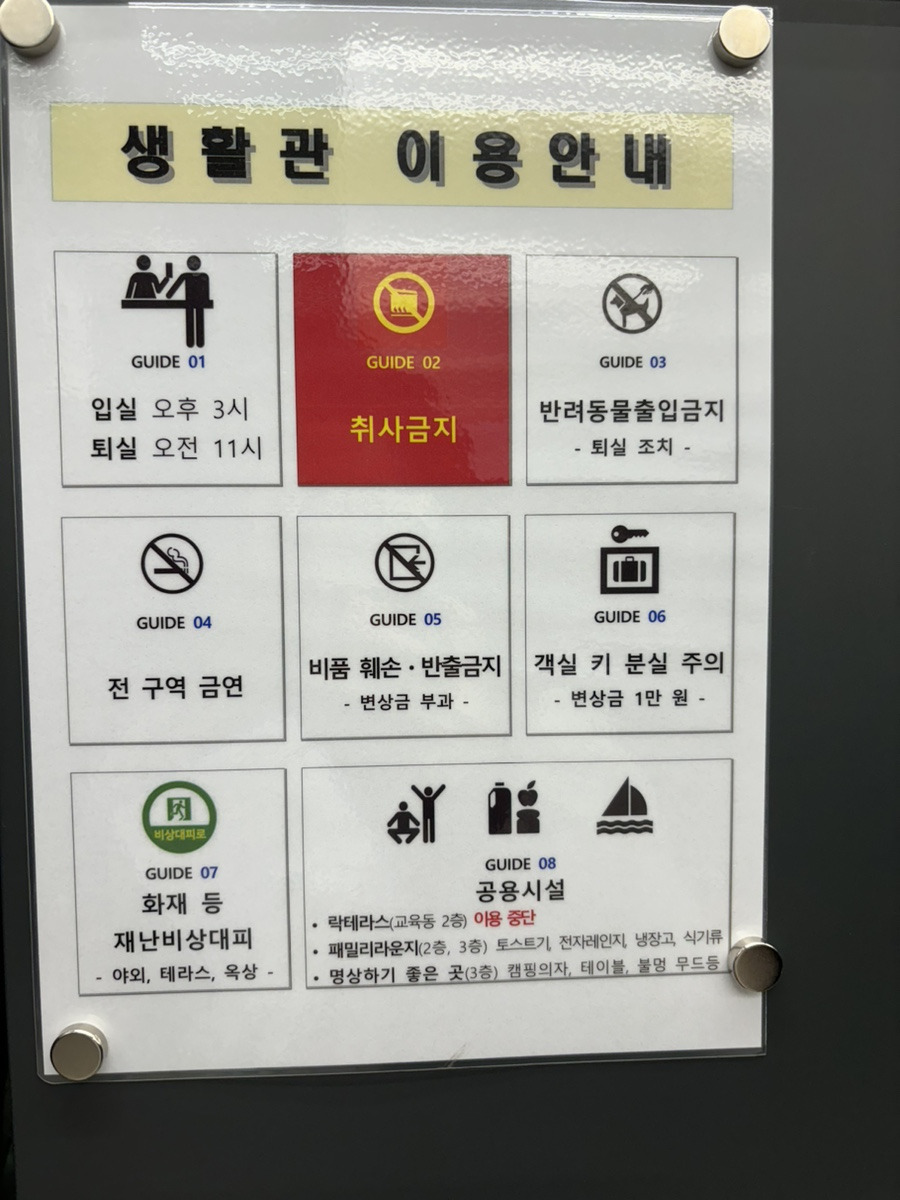 생활관 이용안내
GUIDE 01
입실 오후 3시
퇴실 오전 11시
GUIDE 02
취사금지
GUIDE 03
반려동물출입금지
- 퇴실 조치 -
GUIDE 04
전 구역 금연
GUIDE 05
비품 훼손·반출금지
- 변상금 부과 -
GUIDE 06
객실 키 분실 주의
- 변상금 1만 원 -
비상대피로
GUIDE 07
화재 등
재난비상대피
- 야외, 테라스, 옥상 -
GUIDE 08
공용시설
• 락테라스(교육동 2층) 이용 중단
• 패밀리라운지(2층, 3층) 토스트기, 전자레인지, 냉장고, 식기류
• 명상하기 좋은 곳(3층) 캠핑의자, 테이블, 불멍 무드등